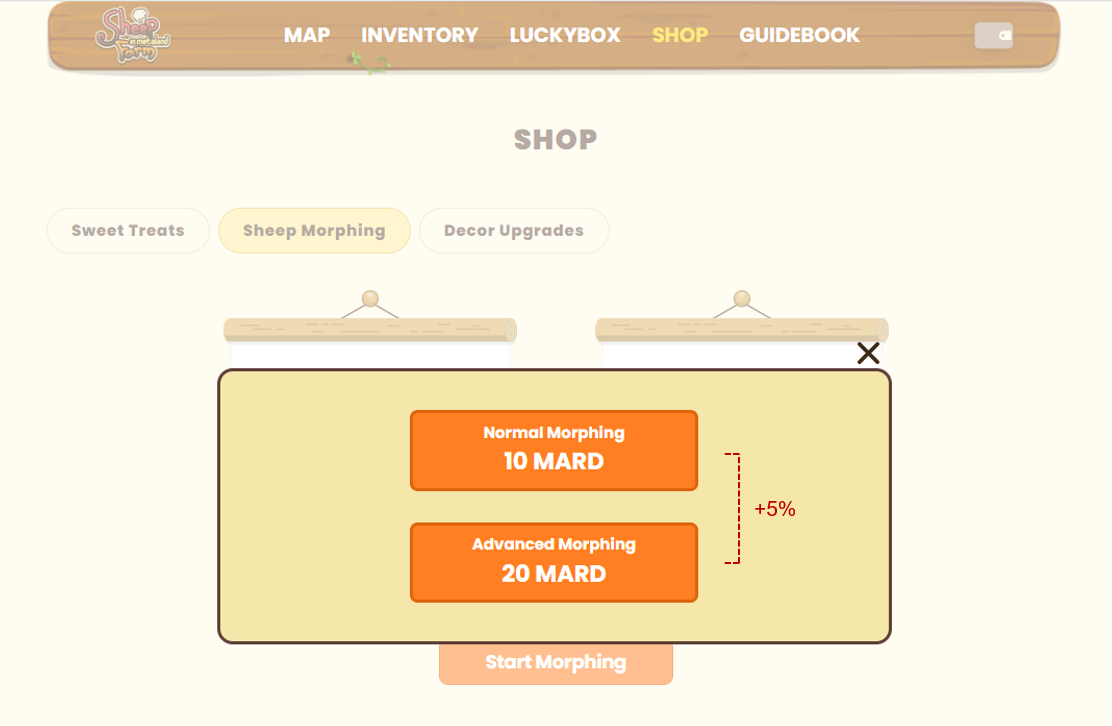 Sheep
in metaland
Farm
MAP INVENTORY LUCKYBOX SHOP GUIDEBOOK
SHOP
Sweet Treats Sheep Morphing Decor Upgrades
Normal Morphing
10 MARD
+5%
Advanced Morphing
20 MARD
Start Morphing